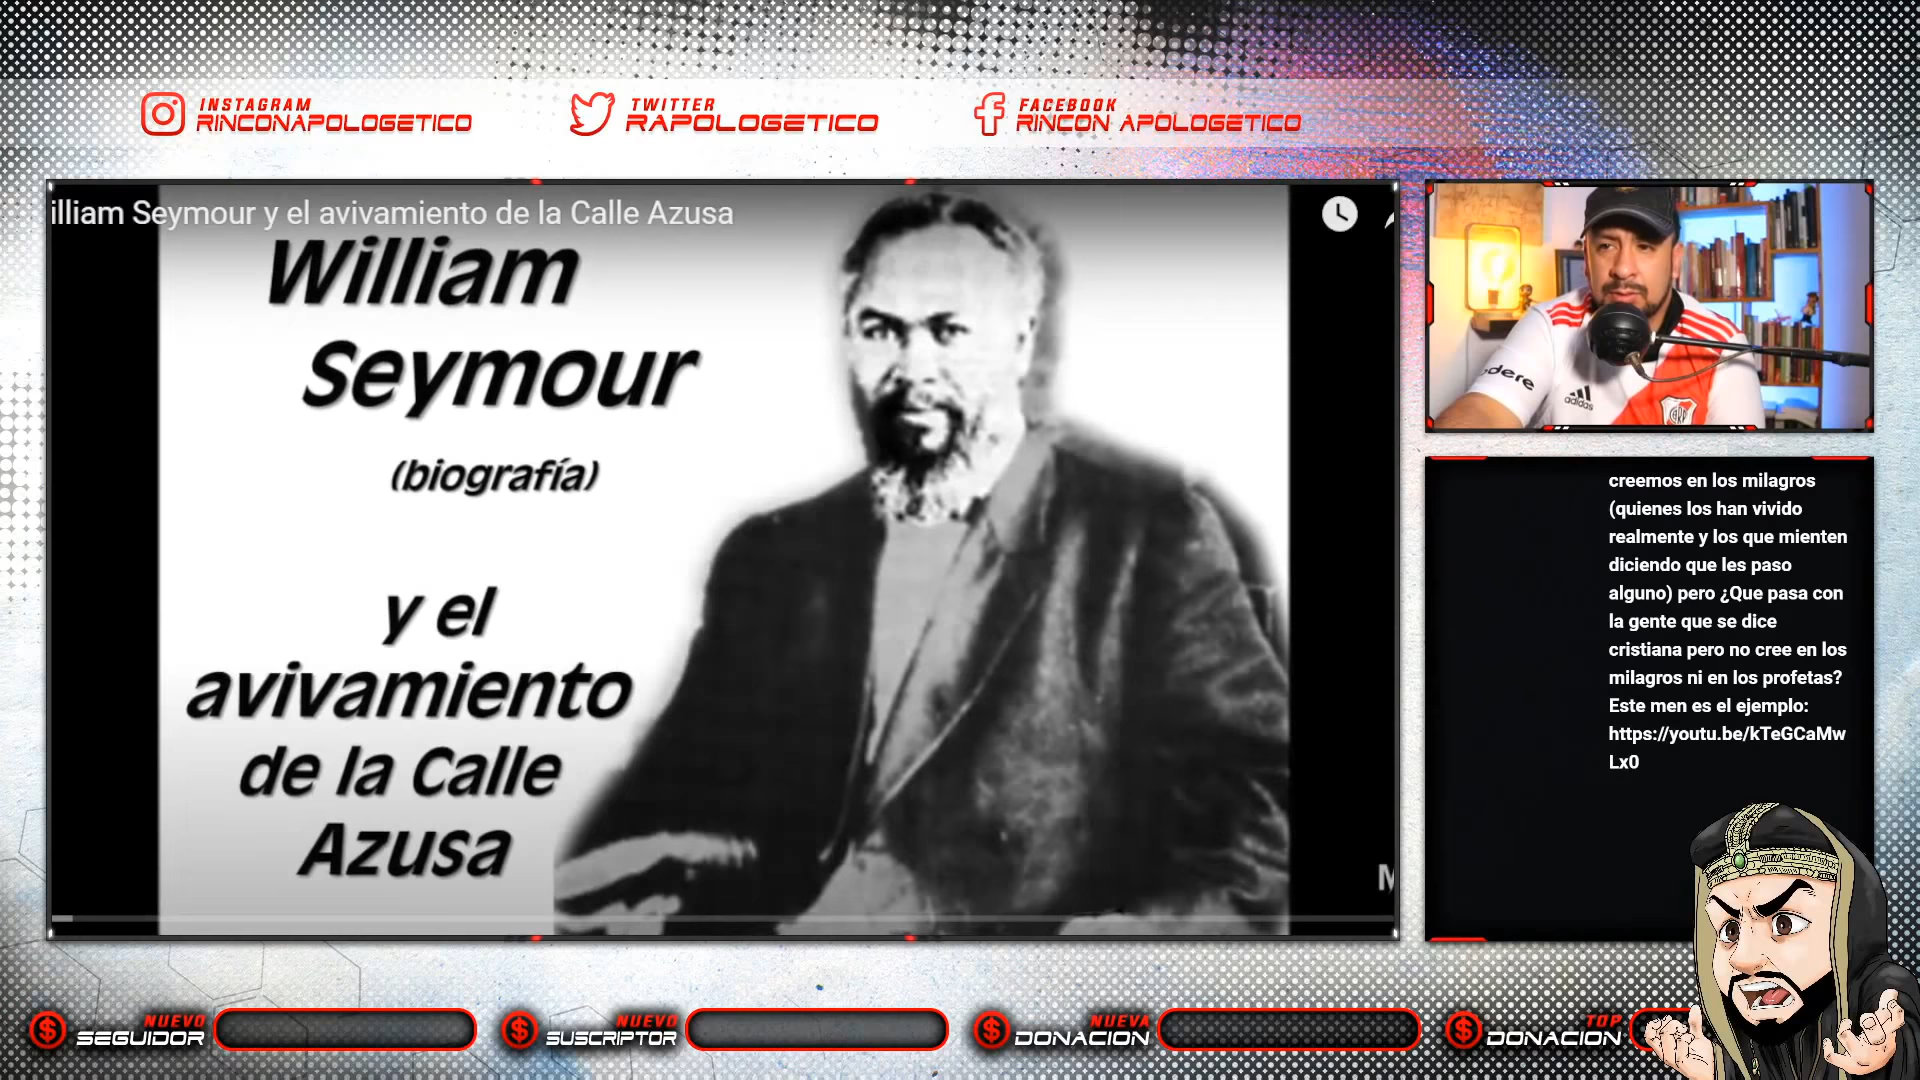 INSTAGRAM
RINCONAPOLOGETICO
TWITTER
RAPOLOGETICO
FACEBOOK
RINCON APOLOGETICO
illiam Seymour y el avivamiento de la Calle Azusa
William
Seymour
(biografía)
y el
avivamiento
de la Calle
Azusa
M
dere
adidas
creemos en los milagros
(quienes los han vivido
realmente y los que mienten
diciendo que les paso
alguno) pero ¿Que pasa con
la gente que se dice
cristiana pero no cree en los
milagros ni en los profetas?
Este men es el ejemplo:
https://youtu.be/kTeGCaMw
Lx0
NUEVO
SEGUIDOR
NUEVO
SUSCRIPTOR
NUEVA
DONACION
TOP
DONACION